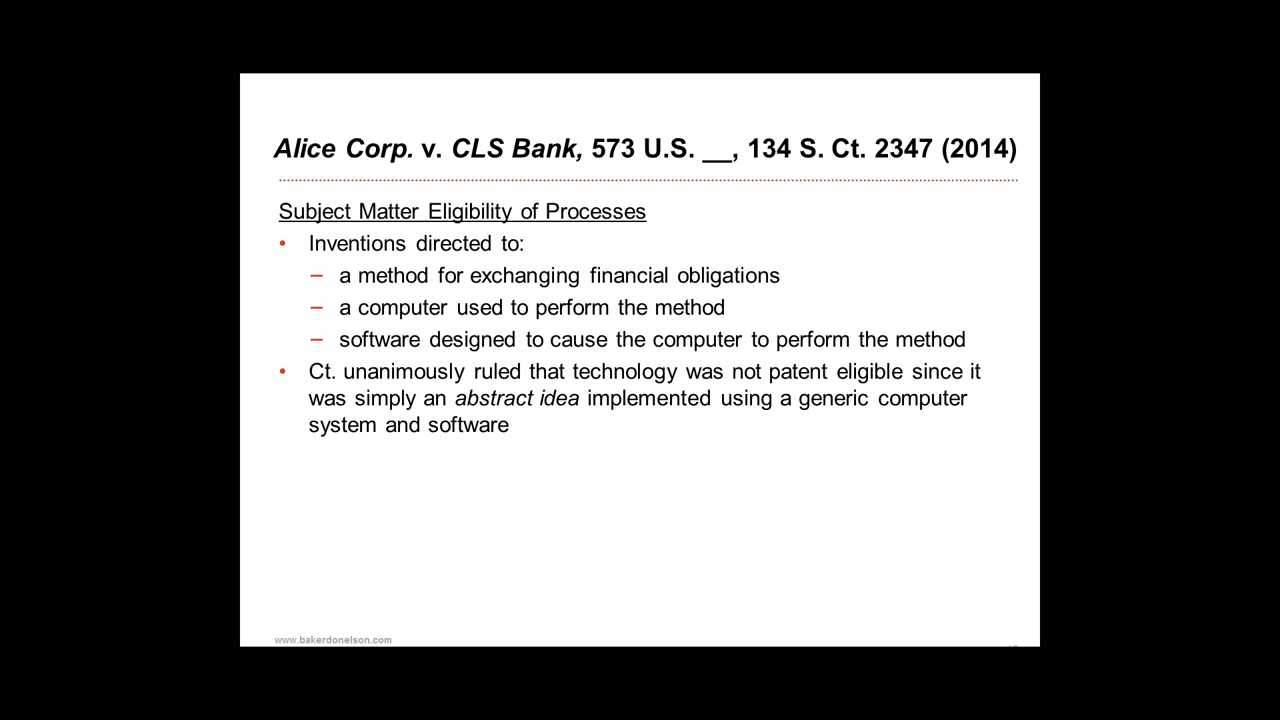 Alice Corp. v. CLS Bank, 573 U.S. __, 134 S. Ct. 2347 (2014)
Subject Matter Eligibility of Processes
• Inventions directed to:
– a method for exchanging financial obligations
– a computer used to perform the method
– software designed to cause the computer to perform the method
• Ct. unanimously ruled that technology was not patent eligible since it
was simply an abstract idea implemented using a generic computer
system and software
www.bakerdonelson.com